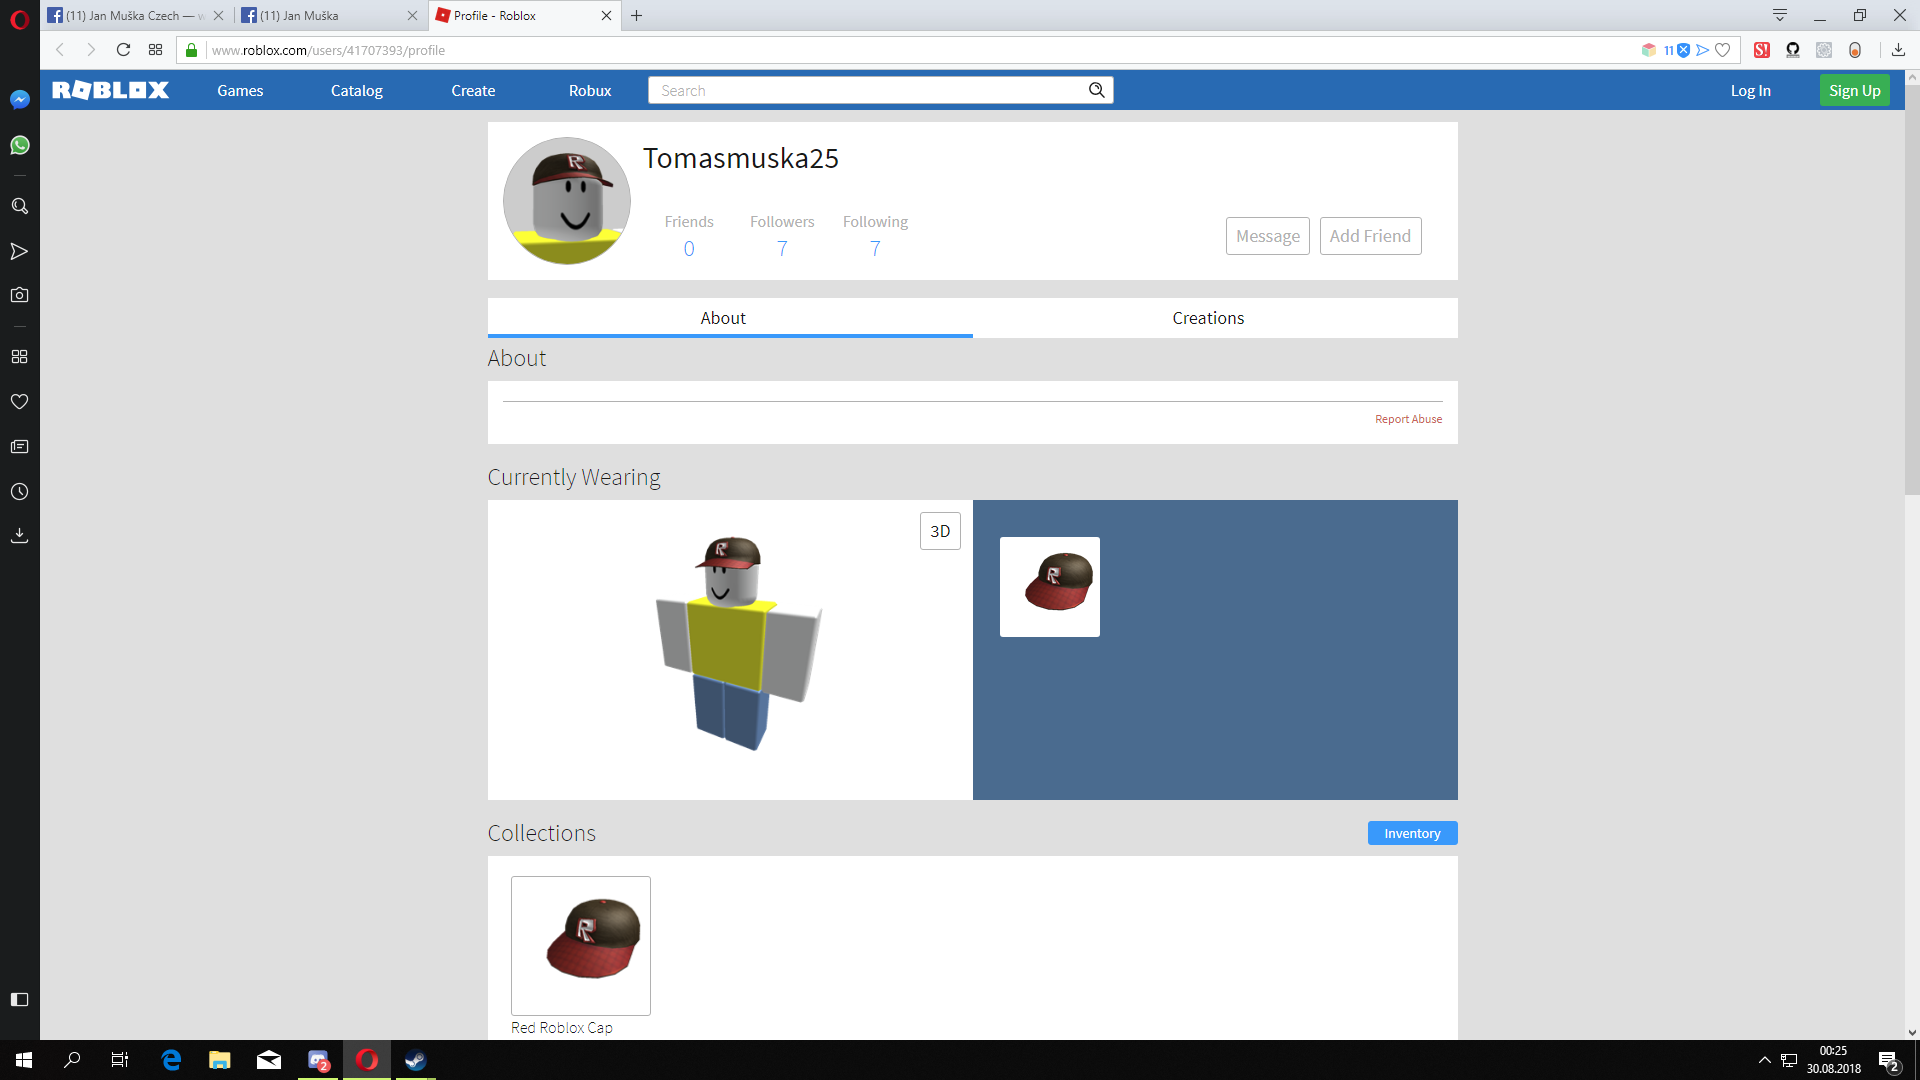 (11) Jan Muška Czech —
(11) Jan Muška
Profile - Roblox
www.roblox.com/users/41707393/profile
11
S!
ROBLOX
Games
Catalog
Create
Robux
Search
Log In
Sign Up
Tomasmuska25
Friends
Followers
Following
0
7
7
Message
Add Friend
About
Creations
About
Report Abuse
Currently Wearing
3D
R
R
R
Collections
Inventory
R
Red Roblox Cap
2
00:25
30.08.2018
2